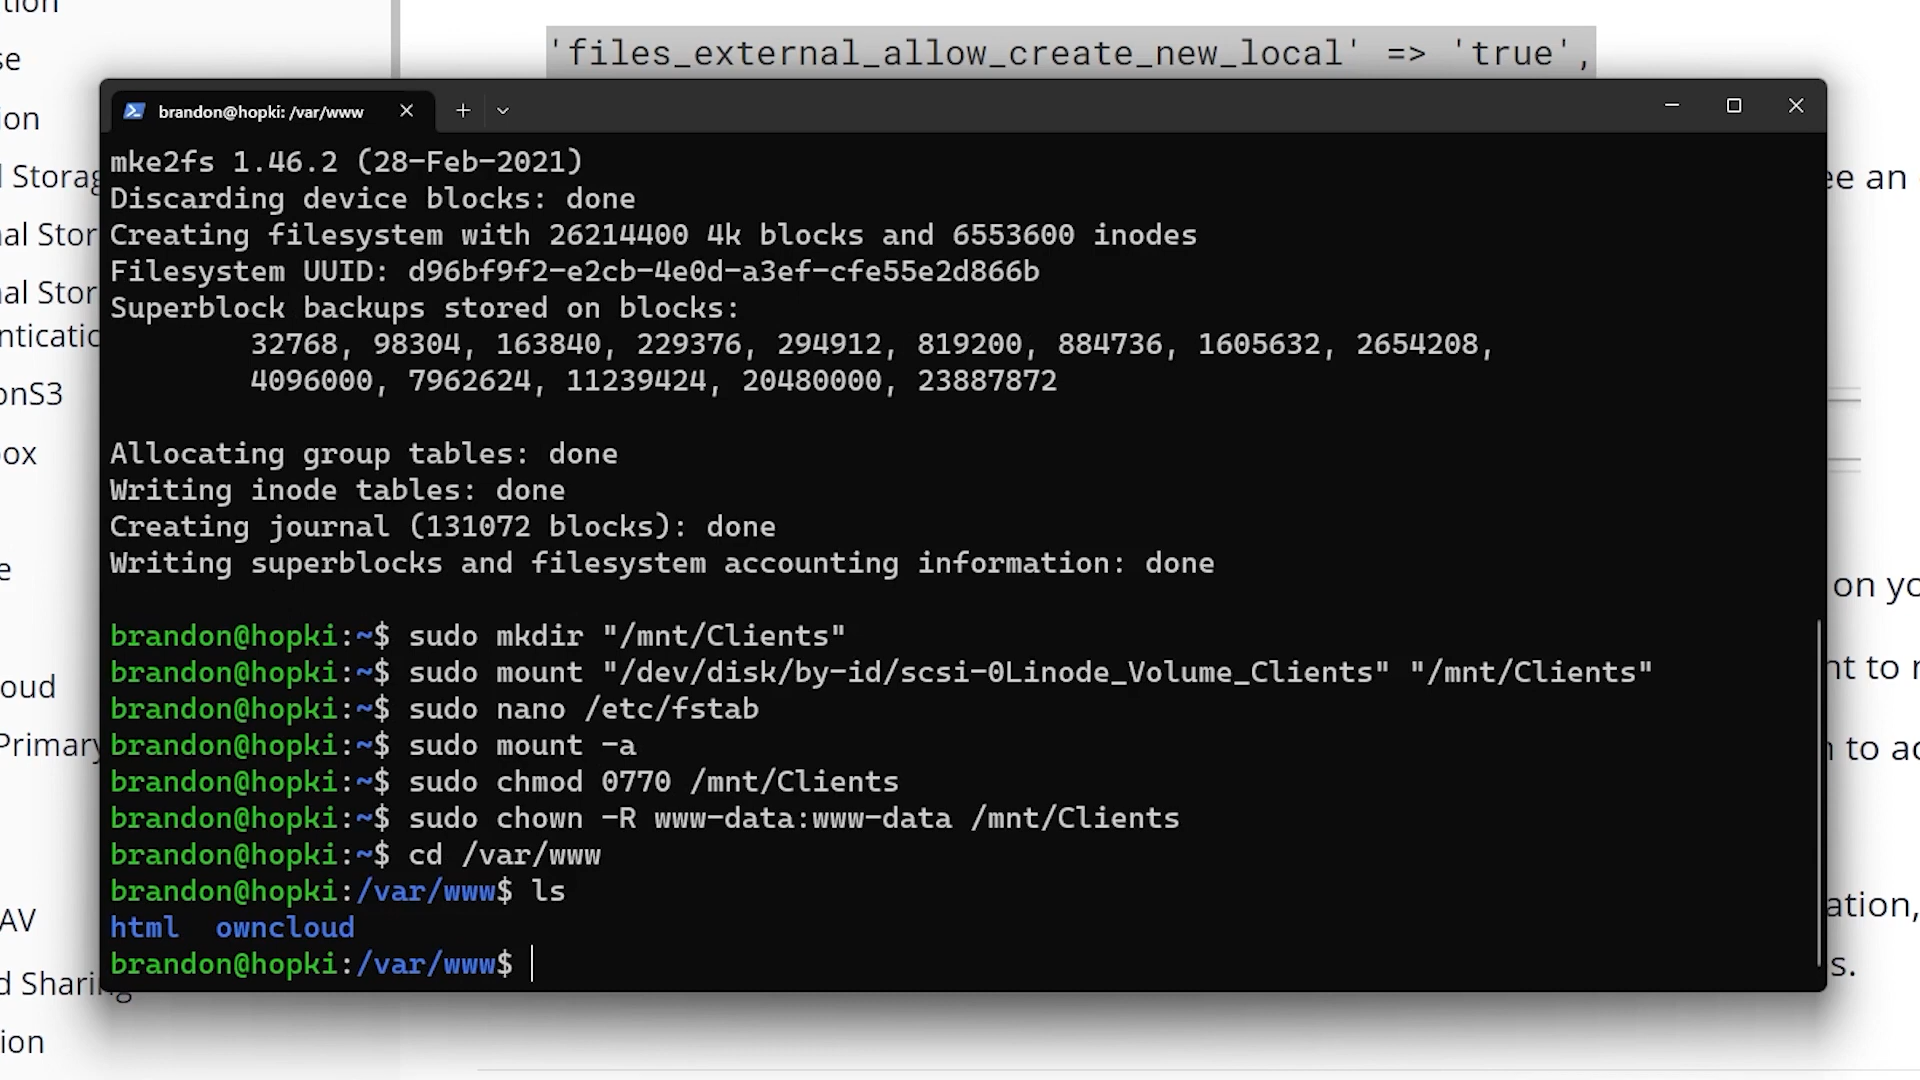 'files_external_allow_create_new_local' => 'true',
brandon@hopki: /var/www
mke2fs 1.46.2 (28-Feb-2021)
Discarding device blocks: done
Creating filesystem with 26214400 4k blocks and 6553600 inodes
Filesystem UUID: d96bf9f2-e2cb-4e0d-a3ef-cfe55e2d866b
Superblock backups stored on blocks:
32768, 98304, 163840, 229376, 294912, 819200, 884736, 1605632, 2654208,
4096000, 7962624, 11239424, 20480000, 23887872
Allocating group tables: done
Writing inode tables: done
Creating journal (131072 blocks): done
Writing superblocks and filesystem accounting information: done
brandon@hopki:~$ sudo mkdir "/mnt/Clients"
brandon@hopki:~$ sudo mount "/dev/disk/by-id/scsi-0Linode_Volume_Clients" "/mnt/Clients"
brandon@hopki:~$ sudo nano /etc/fstab
brandon@hopki:~$ sudo mount -a
brandon@hopki:~$ sudo chmod 0770 /mnt/Clients
brandon@hopki:~$ sudo chown -R www-data:www-data /mnt/Clients
brandon@hopki:~$ cd /var/www
brandon@hopki:/var/www$ ls
html owncloud
brandon@hopki:/var/www$